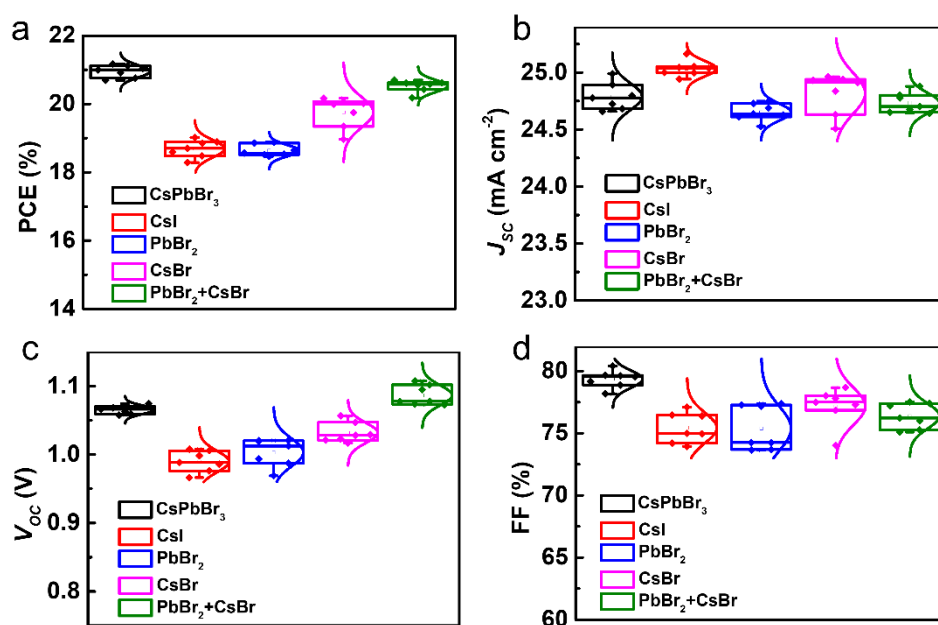 a
22
20
18
16
14
PCE (%)
CsPbBr3
CsI
PbBr2
CsBr
PbBr2+CsBr
b
25.0
24.5
24.0
23.5
23.0
JSC (mA cm-2)
CsPbBr3
CsI
PbBr2
CsBr
PbBr2+CsBr
c
1.1
1.0
0.9
0.8
VOC (V)
CsPbBr3
CsI
PbBr2
CsBr
PbBr2+CsBr
d
80
75
70
65
60
FF (%)
CsPbBr3
CsI
PbBr2
CsBr
PbBr2+CsBr